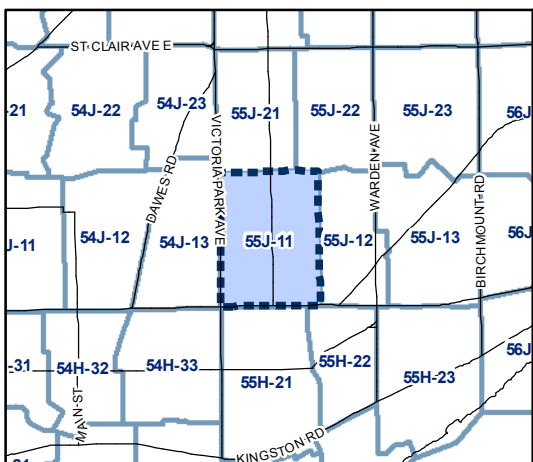 ST CLAIR AVE E
-21
54J-22
54J-23
55J-21
55J-22
55J-23
56J
VICTORIA PARK AVE
WARDEN AVE
DAWES RD
BIRCHMOUNT RD
J-11
54J-12
54J-13
55J-11
55J-12
55J-13
56J
-31
54H-32
54H-33
55H-21
55H-22
55H-23
56J
MAIN ST
KINGSTON RD